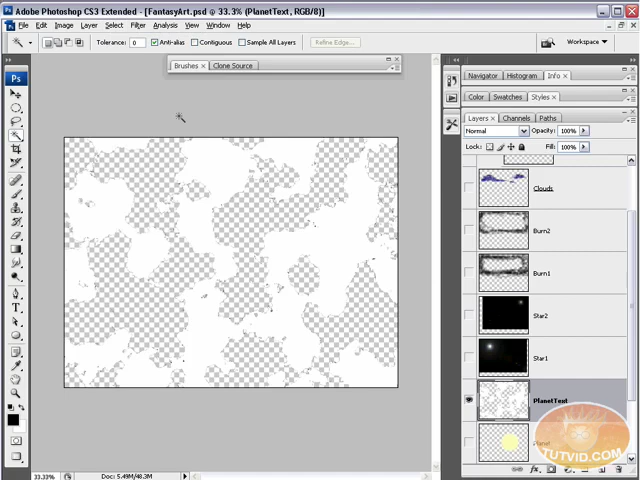 Adobe Photoshop CS3 Extended - [FantasyArt.psd @ 33.3% (PlanetText, RGB/8)]
File Edit Image Layer Select Filter Analysis View Window Help
Tolerance: 0 Anti-alias Contiguous Sample All Layers Refine Edge... Workspace
Brushes × Clone Source
Navigator Histogram Info ×
Color Swatches Styles ×
Layers × Channels Paths
Normal Opacity: 100%
Lock: Fill: 100%
Clouds
Burn2
Burn1
Star2
Star1
PlanetText
Planet
TUTVID.COM
Ps
T
33.33% Doc: 5.49M/48.3M